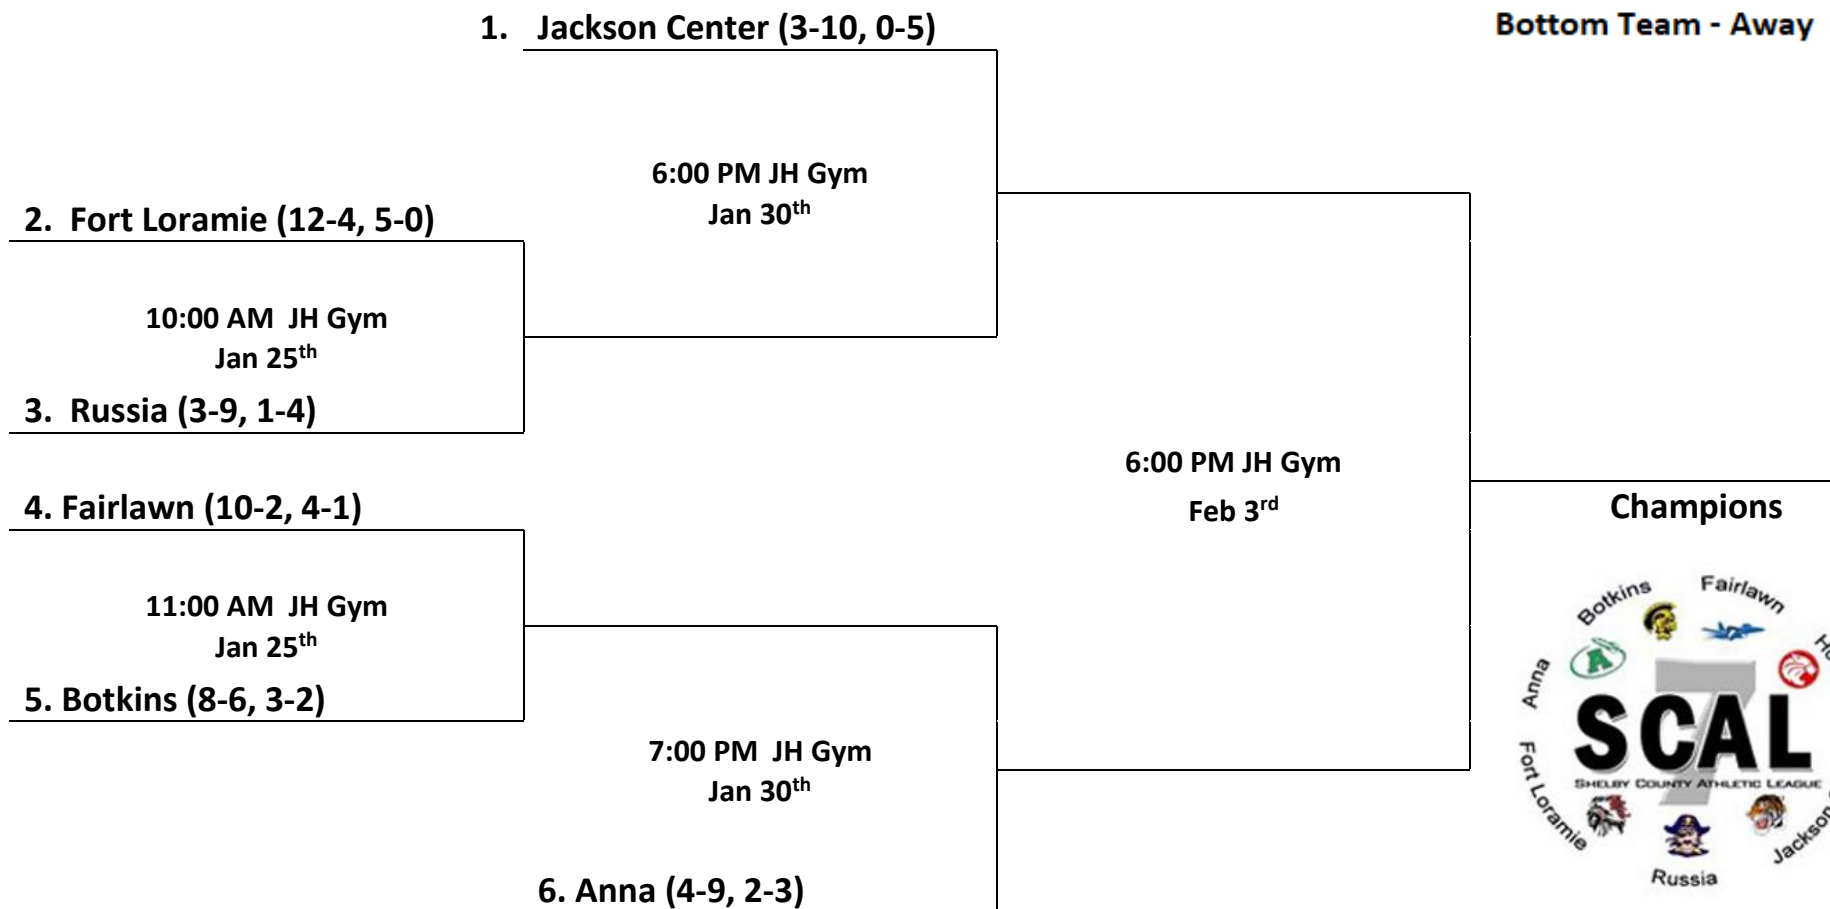 1. Jackson Center (3-10, 0-5)
Bottom Team - Away
6:00 PM JH Gym
Jan 30th
2. Fort Loramie (12-4, 5-0)
10:00 AM JH Gym
Jan 25th
3. Russia (3-9, 1-4)
6:00 PM JH Gym
Feb 3rd
4. Fairlawn (10-2, 4-1)
Champions
11:00 AM JH Gym
Jan 25th
5. Botkins (8-6, 3-2)
7:00 PM JH Gym
Jan 30th
6. Anna (4-9, 2-3)
Botkins
Fairlawn
Anna
A
7
SCAL
SHELBY COUNTY ATHLETIC LEAGUE
Fort Loramie
Russia
Jackson